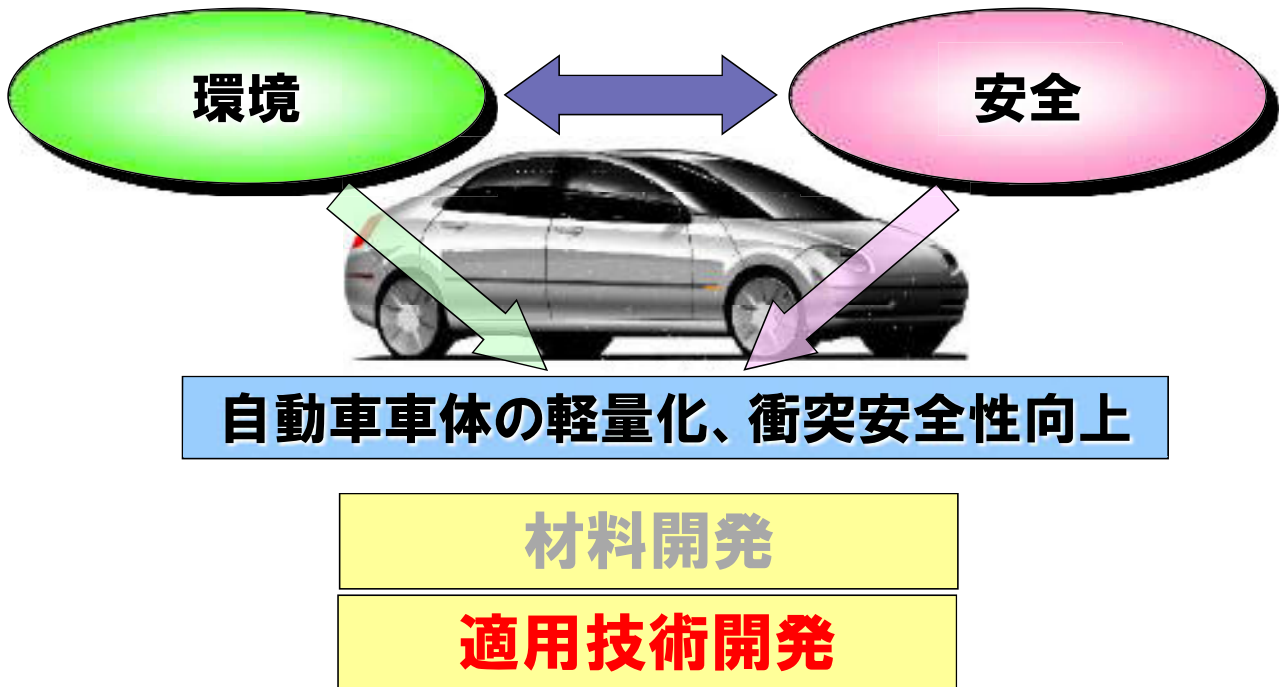 環境
安全
自動車車体の軽量化、衝突安全性向上
材料開発
適用技術開発